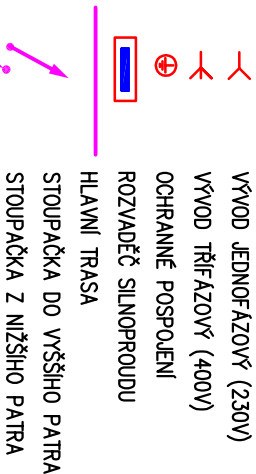 VÝVOD JEDNOFÁZOVÝ (230V)
VÝVOD TŘÍFÁZOVÝ (400V)
OCHRANNÉ POSPOJENÍ
ROZVADĚČ SILNOPROUDU
HLAVNÍ TRASA
STOUPAČKA DO VYŠŠÍHO PATRA
STOUPAČKA Z NIŽŠÍHO PATRA